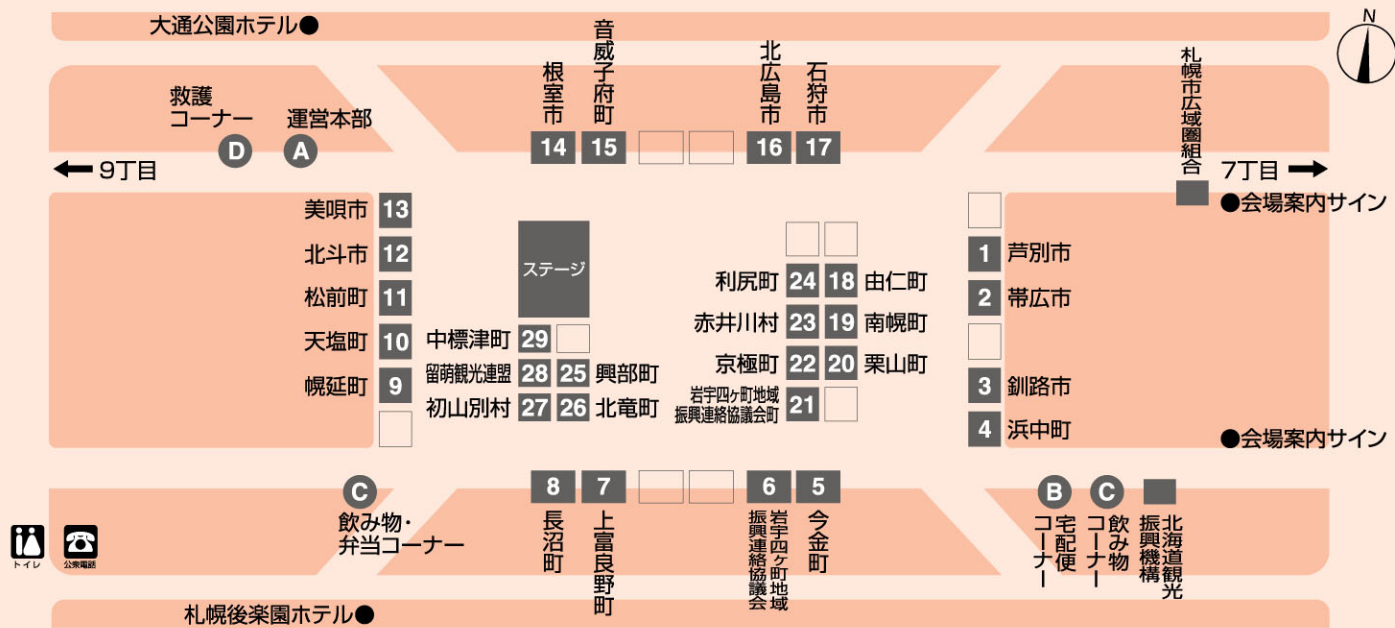 大通公園ホテル●
N
音威子府町
根室市
北広島市
石狩市
札幌市広域圏組合
救護
コーナー
運営本部
D
A
14
15
16
17
← 9丁目
7丁目 →
●会場案内サイン
美唄市 13
北斗市 12
松前町 11
天塩町 10
幌延町 9
ステージ
中標津町 29
留萌観光連盟 28
25 興部町
初山別村 27
26 北竜町
利尻町 24
18 由仁町
赤井川村 23
19 南幌町
京極町 22
20 栗山町
岩宇四ヶ町地域
振興連絡協議会町
21
1 芦別市
2 帯広市
3 釧路市
4 浜中町
●会場案内サイン
C
飲み物・
弁当コーナー
8
長沼町
7
上富良野町
6
岩宇四ヶ町地域
振興連絡協議会
5
今金町
B
宅配便
コーナー
C
飲み物
コーナー
北海道観光
振興機構
トイレ
公衆電話
札幌後楽園ホテル●